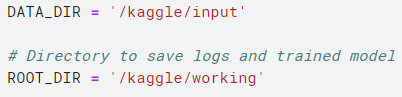 DATA_DIR = '/kaggle/input'
# Directory to save logs and trained model
ROOT_DIR = '/kaggle/working'